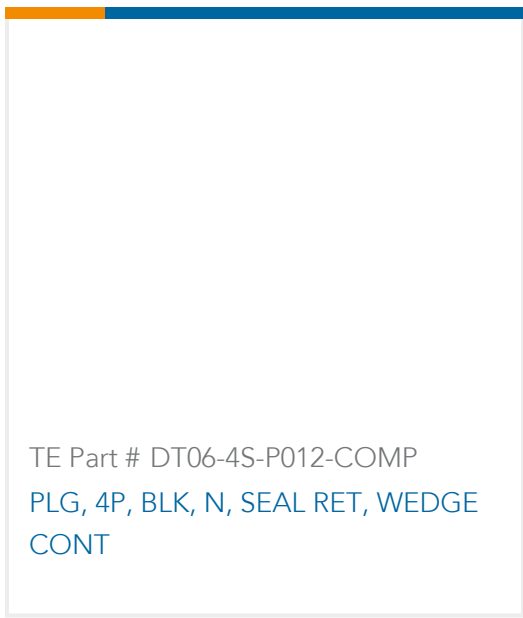 TE Part # DT06-4S-P012-COMP
PLG, 4P, BLK, N, SEAL RET, WEDGE
CONT